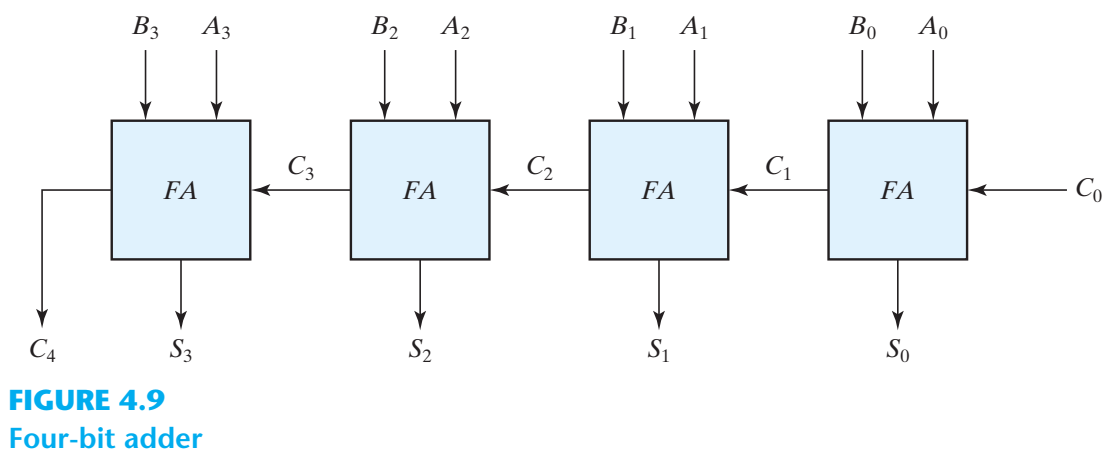 B₃ A₃ B₂ A₂ B₁ A₁ B₀ A₀
FA C₃ FA C₂ FA C₁ FA C₀
C₄ S₃ S₂ S₁ S₀
FIGURE 4.9
Four-bit adder